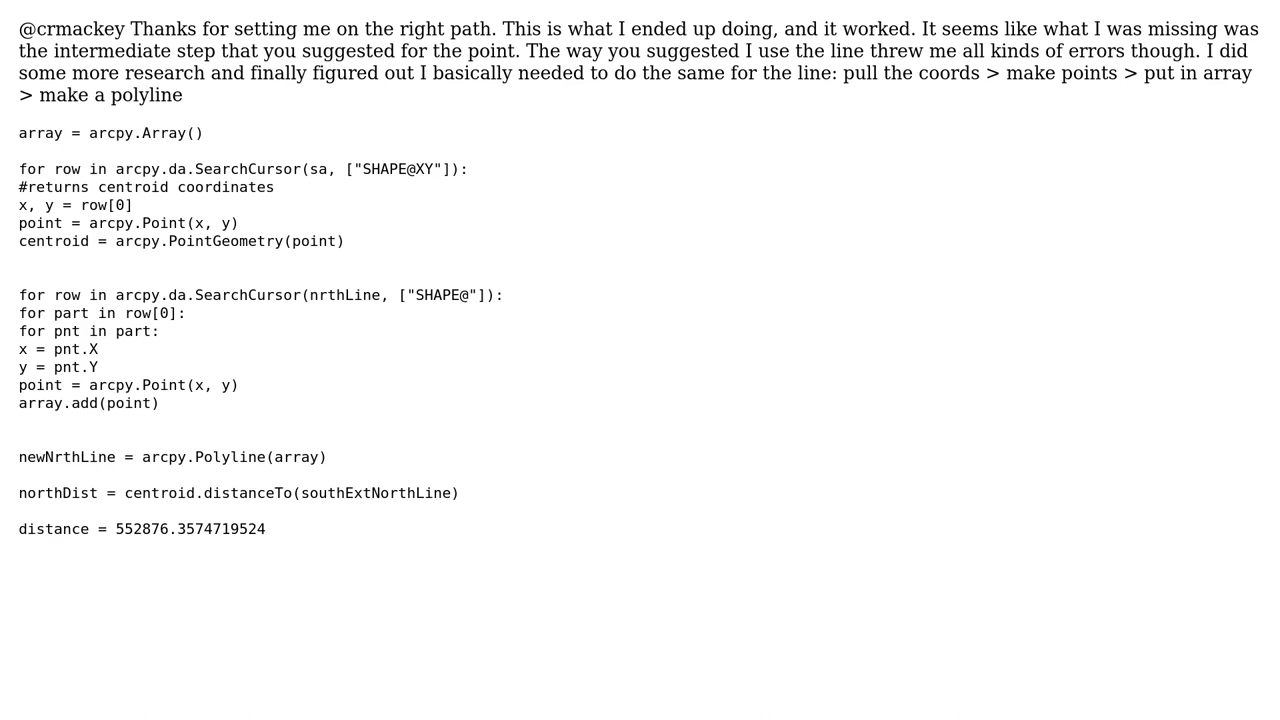 @crmackey Thanks for setting me on the right path. This is what I ended up doing, and it worked. It seems like what I was missing was
the intermediate step that you suggested for the point. The way you suggested I use the line threw me all kinds of errors though. I did
some more research and finally figured out I basically needed to do the same for the line: pull the coords > make points > put in array
> make a polyline
array = arcpy.Array()
for row in arcpy.da.SearchCursor(sa, ["SHAPE@XY"]):
#returns centroid coordinates
x, y = row[0]
point = arcpy.Point(x, y)
centroid = arcpy.PointGeometry(point)
for row in arcpy.da.SearchCursor(nrthLine, ["SHAPE@"]):
for part in row[0]:
for pnt in part:
x = pnt.X
y = pnt.Y
point = arcpy.Point(x, y)
array.add(point)
newNrthLine = arcpy.Polyline(array)
northDist = centroid.distanceTo(southExtNorthLine)
distance = 552876.3574719524